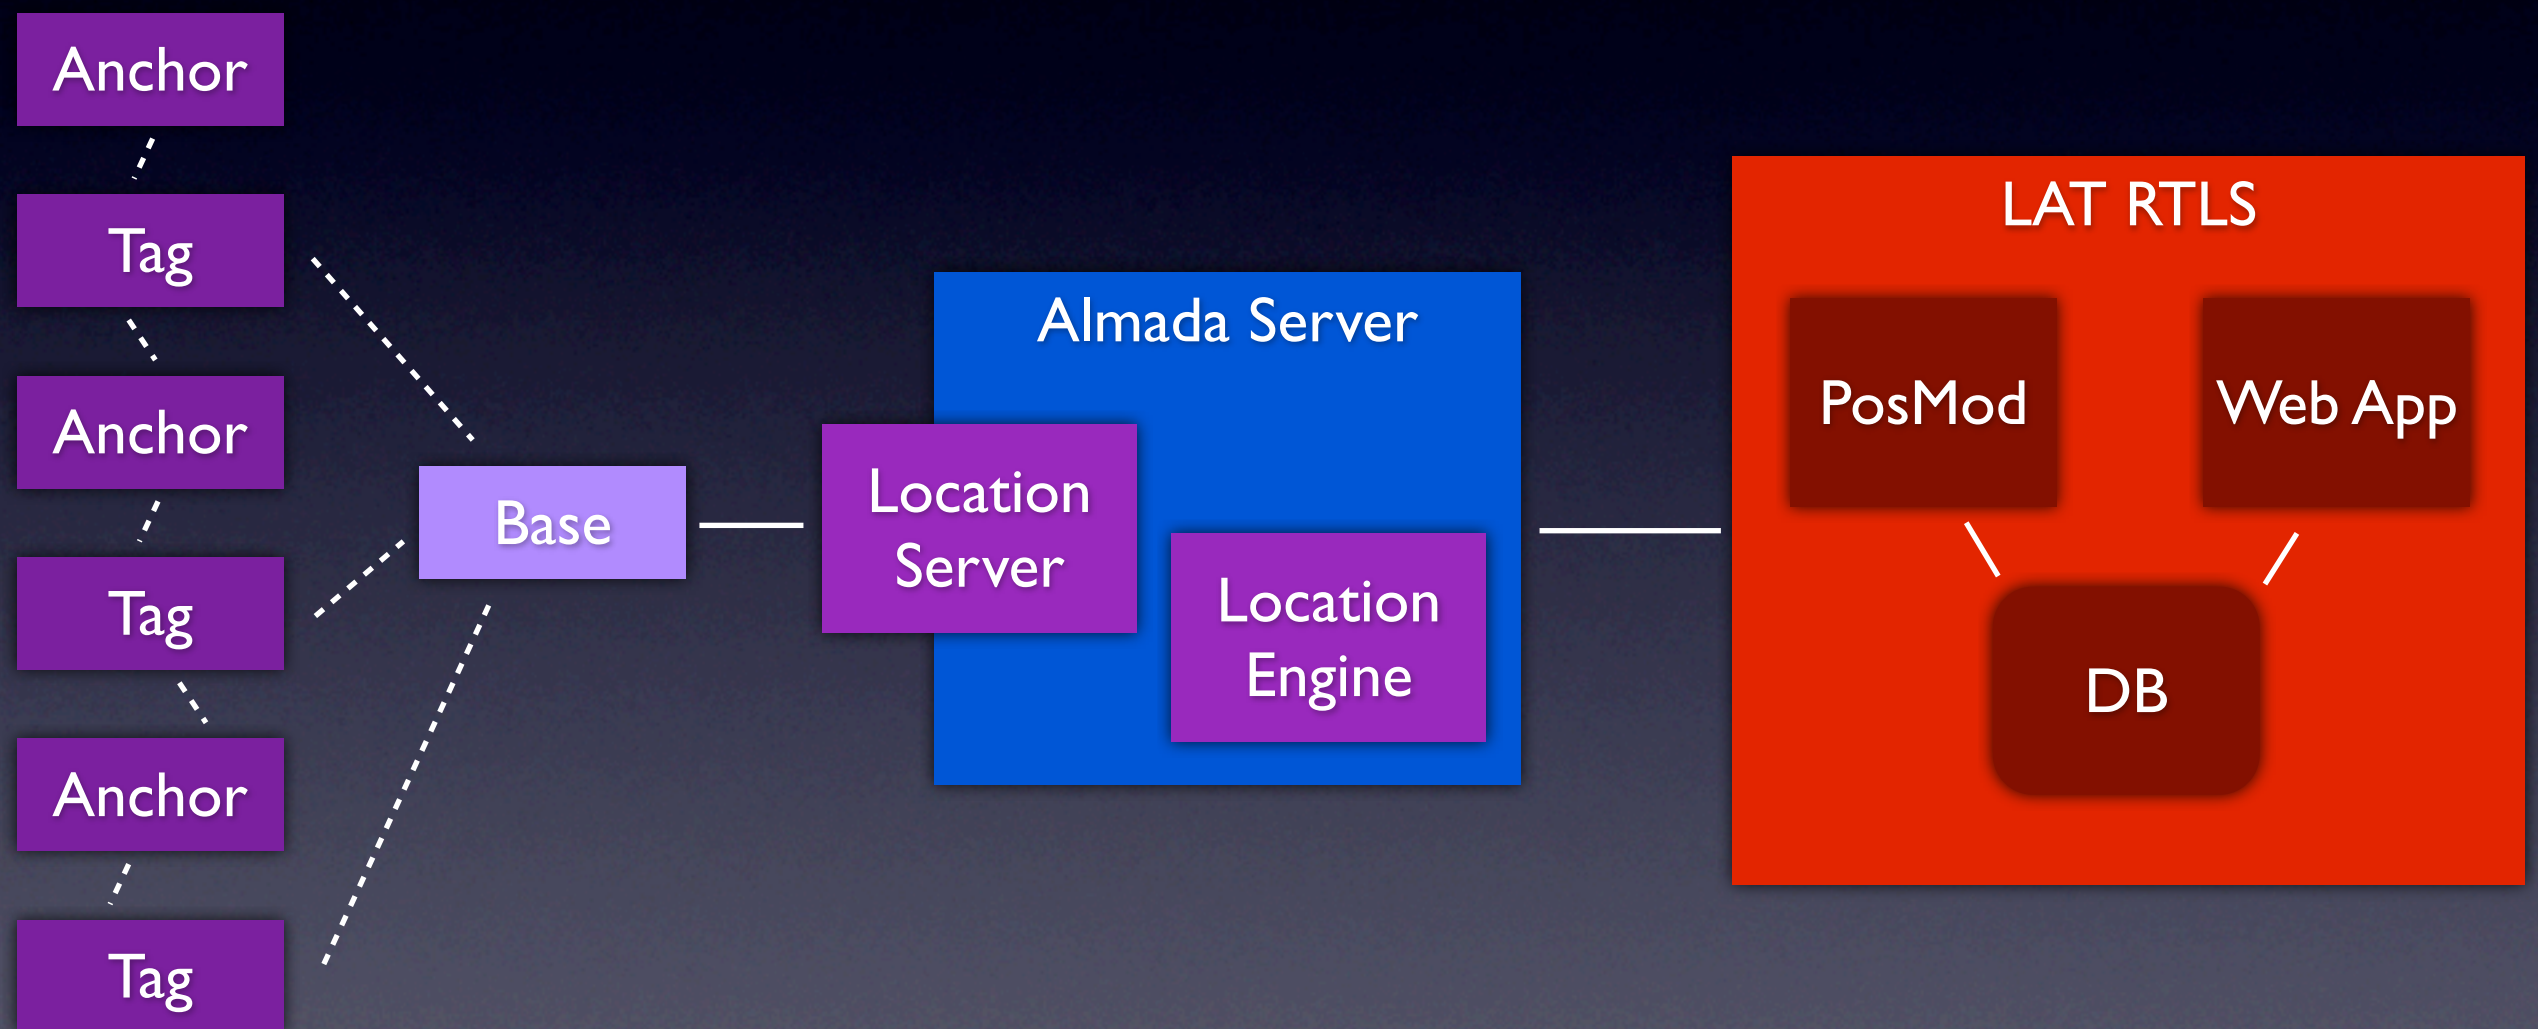 Anchor
Tag
Anchor
Tag
Anchor
Tag
Base
Almada Server
Location
Server
Location
Engine
LAT RTLS
PosMod
Web App
DB